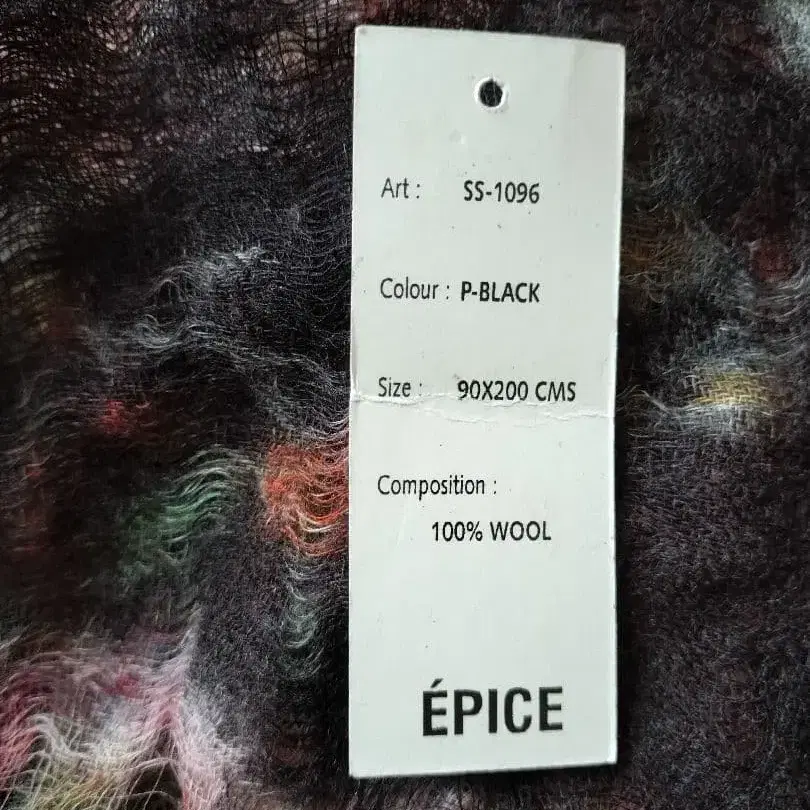 Art : SS-1096
Colour : P-BLACK
Size : 90X200 CMS
Composition :
100% WOOL
ÉPICE